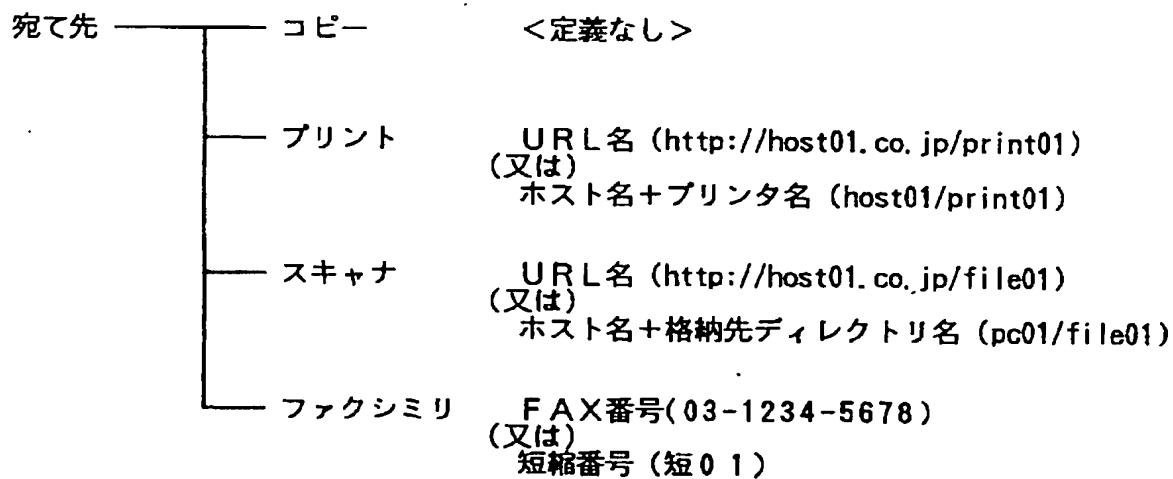 宛て先 コピー <定義なし>
プリント URL名 (http://host01.co.jp/print01)
(又は)
ホスト名+プリンタ名 (host01/print01)
スキャナ URL名 (http://host01.co.jp/file01)
(又は)
ホスト名+格納先ディレクトリ名 (pc01/file01)
ファクシミリ FAX番号(03-1234-5678)
(又は)
短縮番号 (短01)